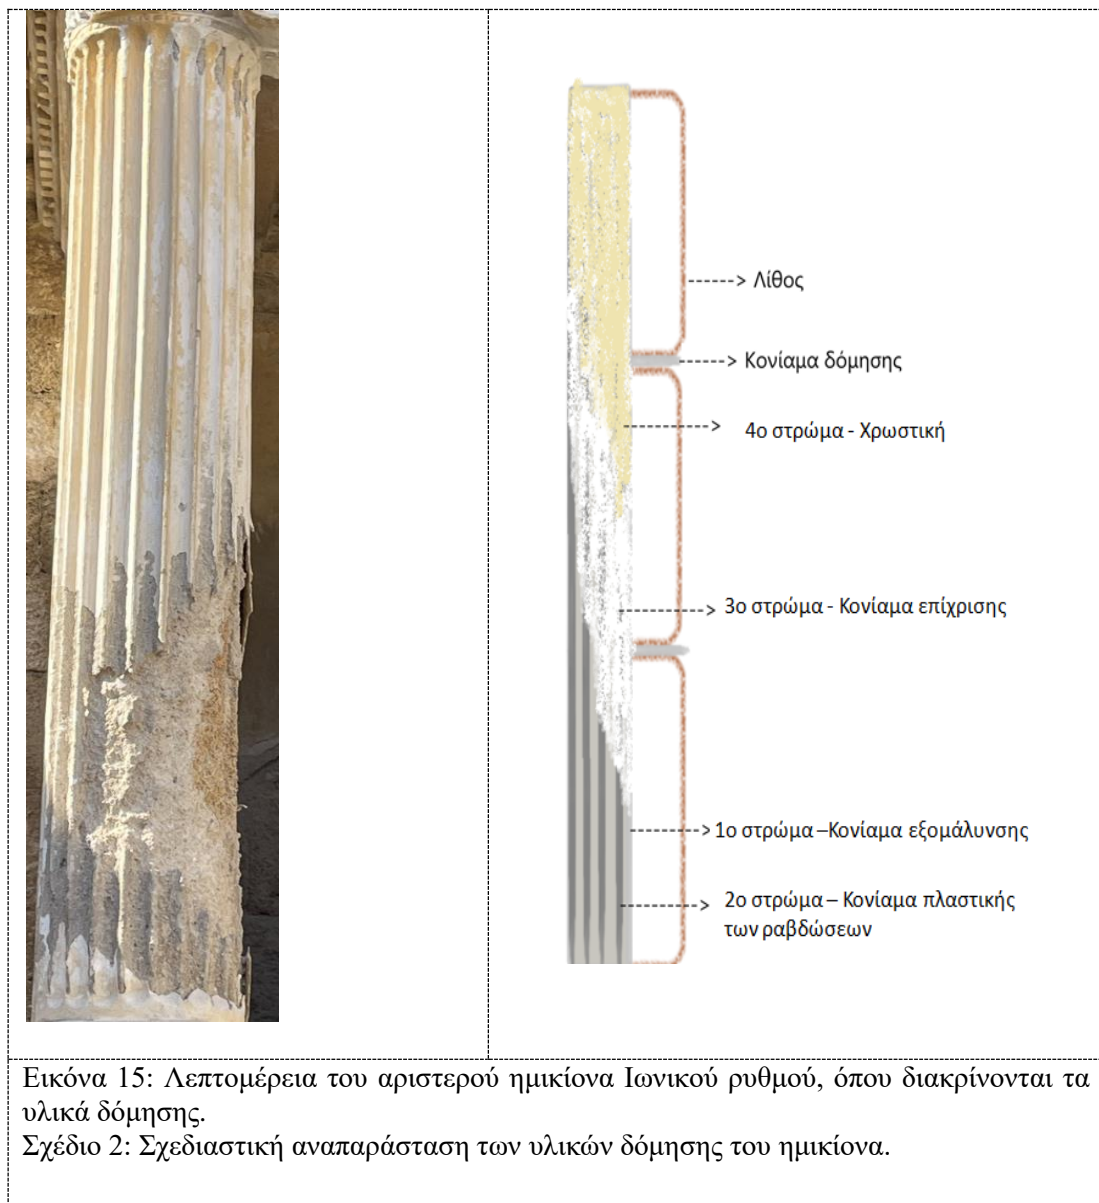 Λίθος
Κονίαμα δόμησης
4ο στρώμα - Χρωστική
3ο στρώμα - Κονίαμα επίχρισης
1ο στρώμα –Κονίαμα εξομάλυνσης
2ο στρώμα – Κονίαμα πλαστικής
των ραβδώσεων
Εικόνα 15: Λεπτομέρεια του αριστερού ημικίονα Ιωνικού ρυθμού, όπου διακρίνονται τα
υλικά δόμησης.
Σχέδιο 2: Σχεδιαστική αναπαράσταση των υλικών δόμησης του ημικίονα.